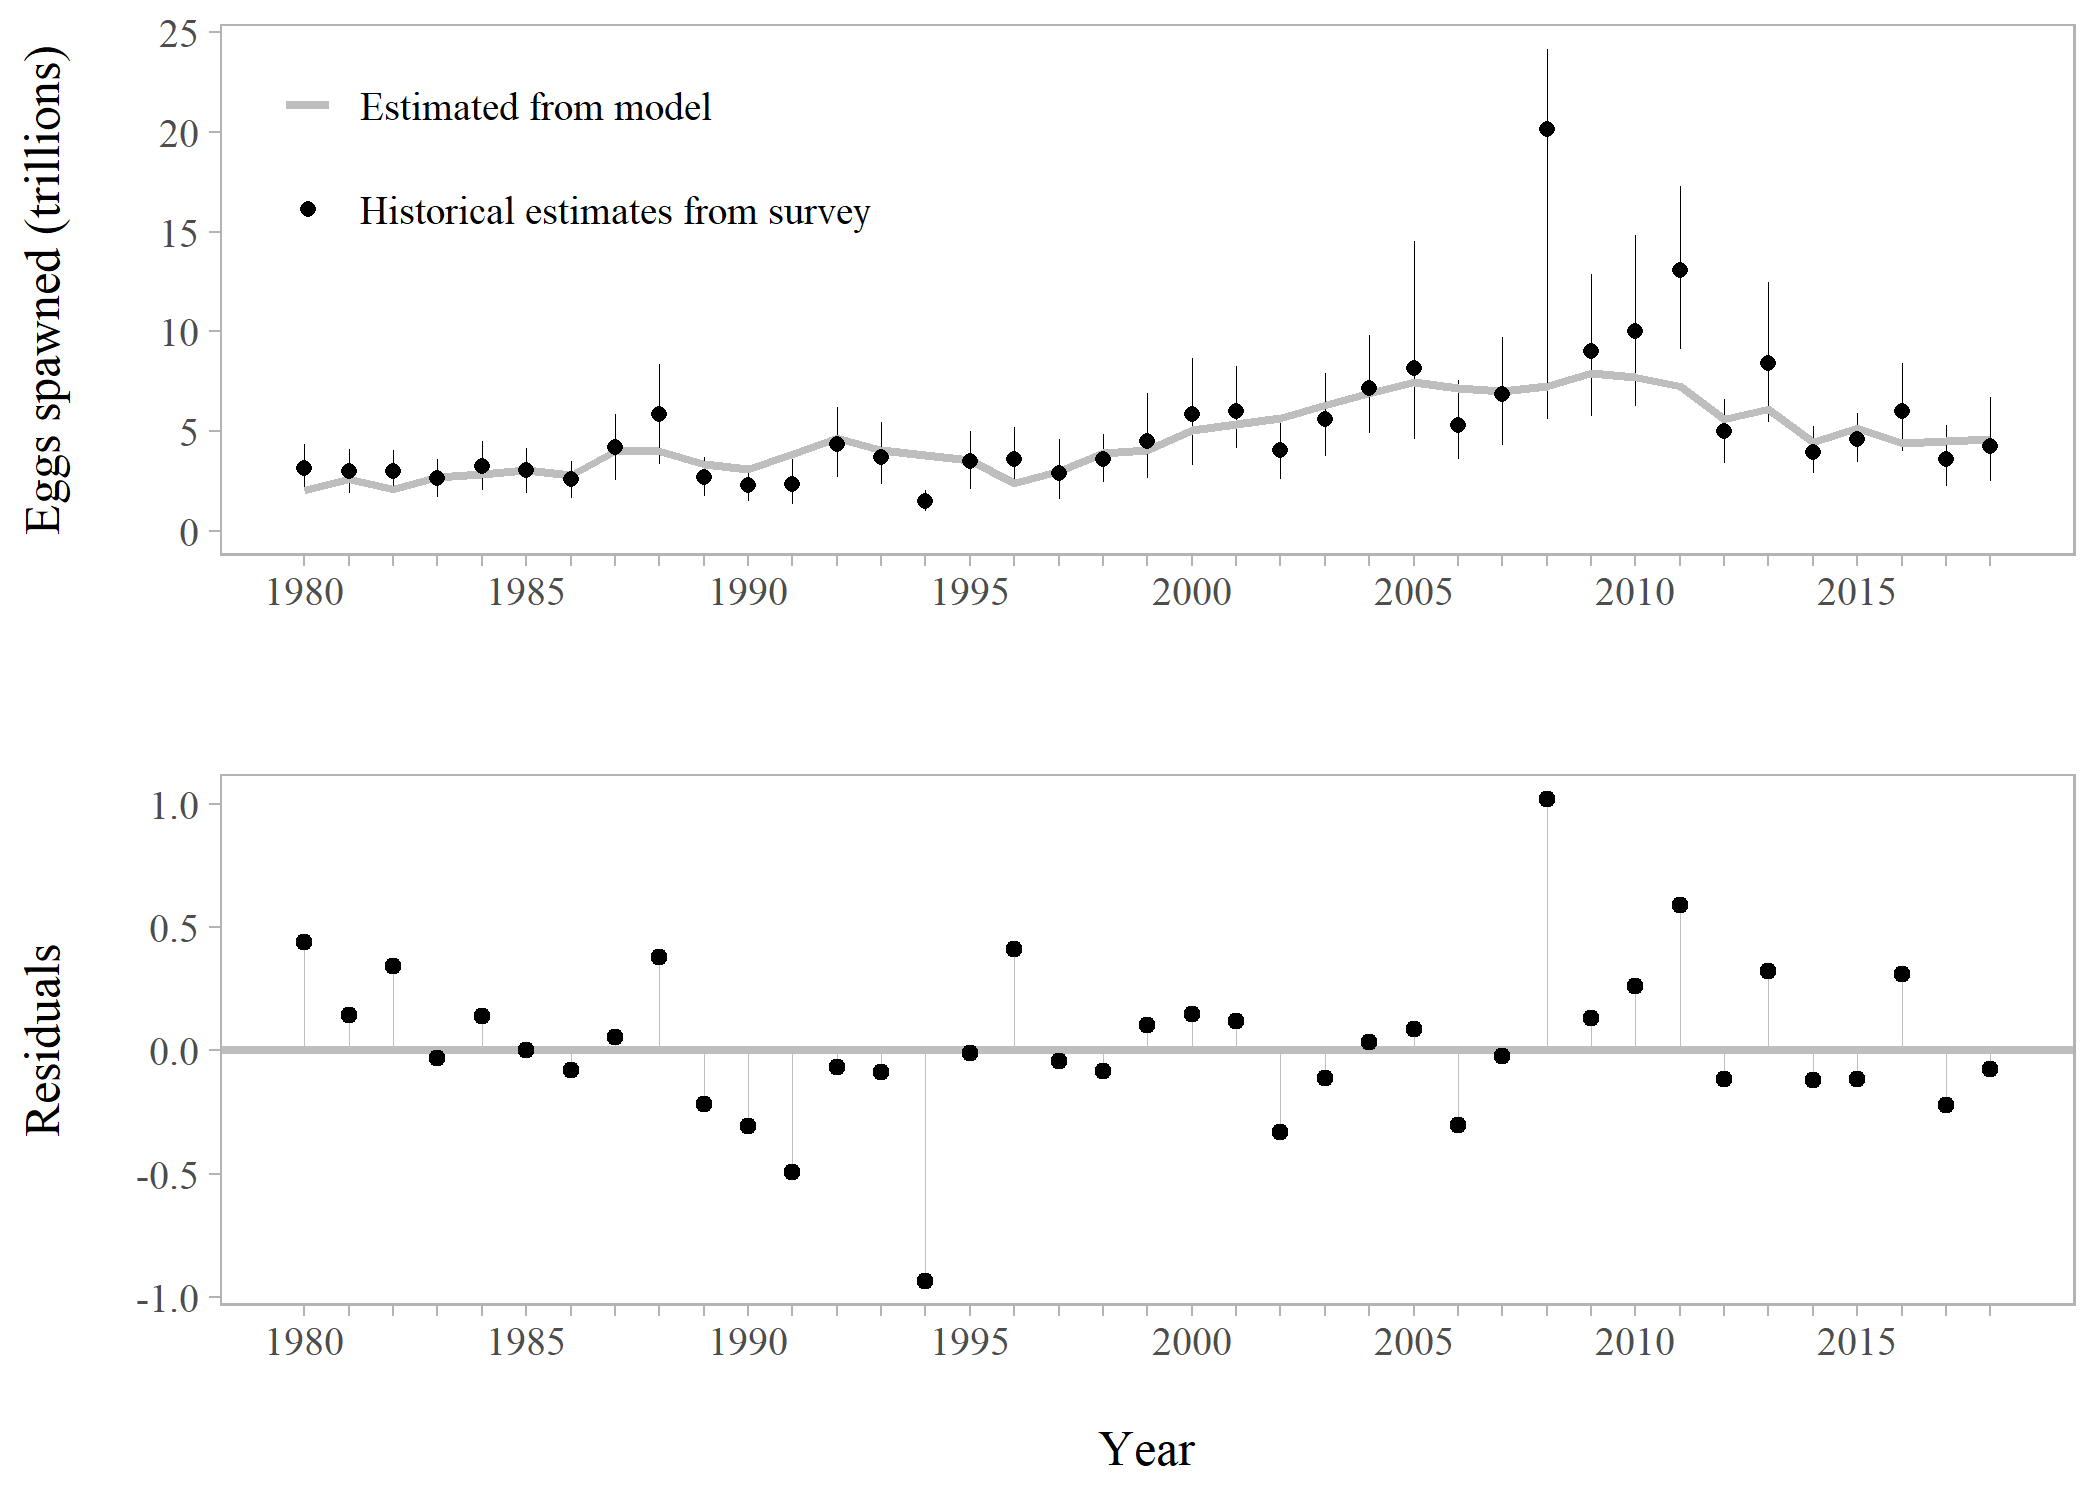 Eggs spawned (trillions)
25
20
15
10
5
0
Estimated from model
Historical estimates from survey
1980 1985 1990 1995 2000 2005 2010 2015
Residuals
1.0
0.5
0.0
-0.5
-1.0
1980 1985 1990 1995 2000 2005 2010 2015
Year